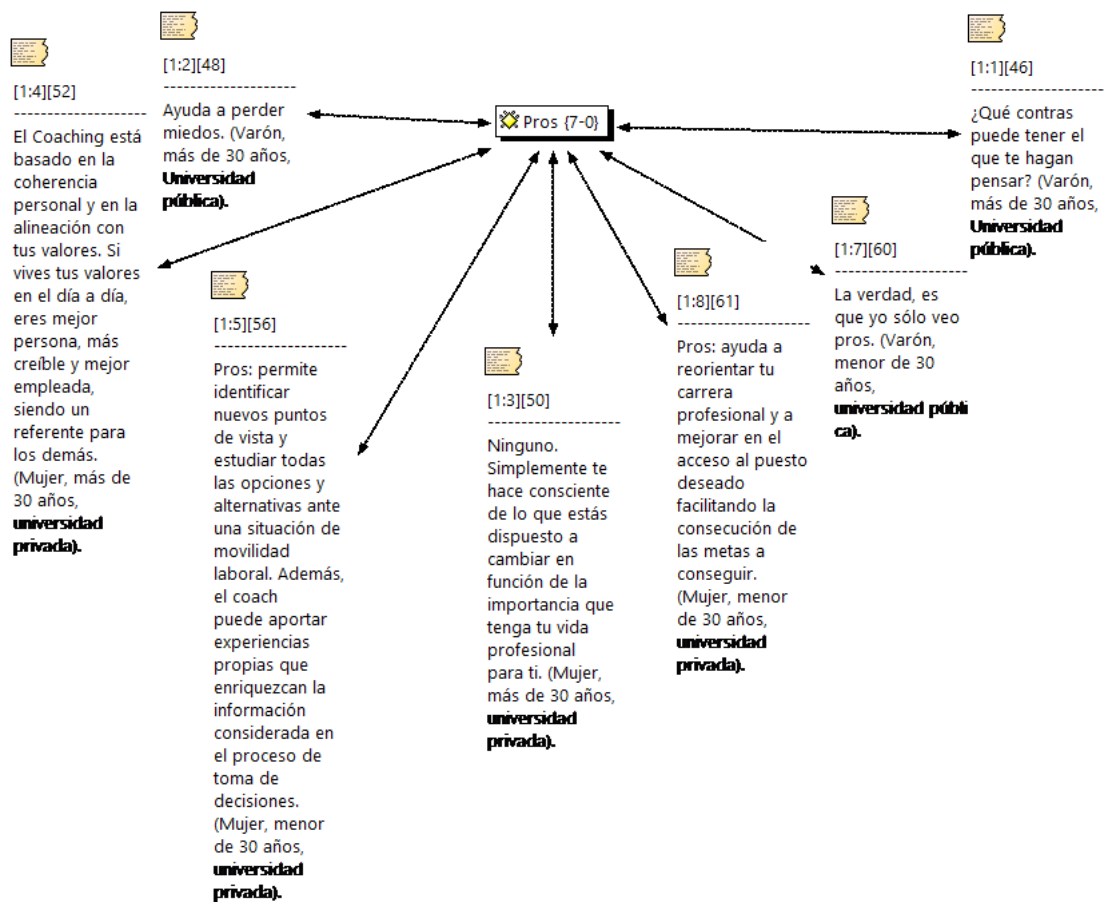 [1:4][52]
--------------------
El Coaching está
basado en la
coherencia
personal y en la
alineación con
tus valores. Si
vives tus valores
en el día a día,
eres mejor
persona, más
creíble y mejor
empleada,
siendo un
referente para
los demás.
(Mujer, más de
30 años,
universidad
privada).
[1:2][48]
--------------------
Ayuda a perder
miedos. (Varón,
más de 30 años,
Universidad
pública).
Pros {7-0}
[1:1][46]
--------------------
¿Qué contras
puede tener el
que te hagan
pensar? (Varón,
más de 30 años,
Universidad
pública).
[1:5][56]
--------------------
Pros: permite
identificar
nuevos puntos
de vista y
estudiar todas
las opciones y
alternativas ante
una situación de
movilidad
laboral. Además,
el coach
puede aportar
experiencias
propias que
enriquezcan la
información
considerada en
el proceso de
toma de
decisiones.
(Mujer, menor
de 30 años,
universidad
privada).
[1:3][50]
--------------------
Ninguno.
Simplemente te
hace consciente
de lo que estás
dispuesto a
cambiar en
función de la
importancia que
tenga tu vida
profesional
para ti. (Mujer,
más de 30 años,
universidad
privada).
[1:8][61]
--------------------
Pros: ayuda a
reorientar tu
carrera
profesional y a
mejorar en el
acceso al puesto
deseado
facilitando la
consecución de
las metas a
conseguir.
(Mujer, menor
de 30 años,
universidad
privada).
[1:7][60]
--------------------
La verdad, es
que yo sólo veo
pros. (Varón,
menor de 30
años,
universidad públi
ca).